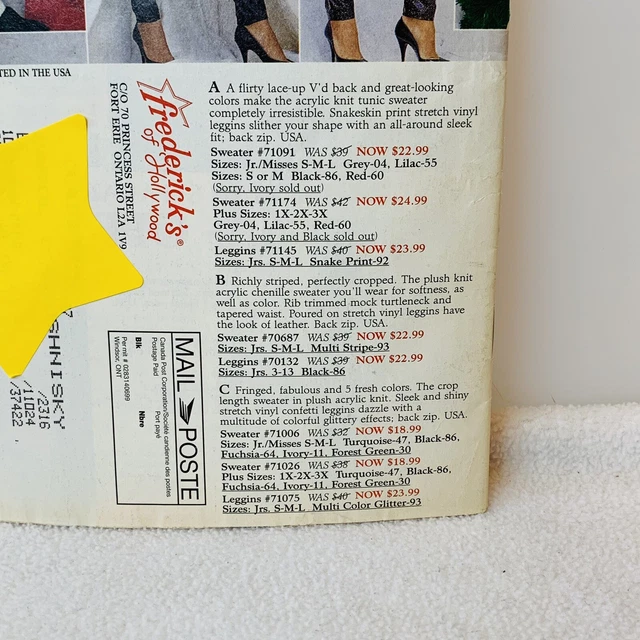 TED IN THE USA
frederick's®
of Hollywood
C/O 70 PRINCESS STREET
FORT ERIE ONTARIO L2A 1V9
SHNISKY
/2316
/11D24
/37422
MAIL POSTE
Canada Post Corporation/Société canadienne des postes
Postage Paid Port payé
Blk Nbre
Permit # 0283140699
Windsor, ONT
A A flirty lace-up V'd back and great-looking
colors make the acrylic knit tunic sweater
completely irresistible. Snakeskin print stretch vinyl
leggins slither your shape with an all-around sleek
fit; back zip. USA.
Sweater #71091 WAS $39 NOW $22.99
Sizes: Jr./Misses S-M-L Grey-04, Lilac-55
Sizes: S or M Black-86, Red-60
(Sorry, Ivory sold out)
Sweater #71174 WAS $42 NOW $24.99
Plus Sizes: 1X-2X-3X
Grey-04, Lilac-55, Red-60
(Sorry, Ivory and Black sold out)
Leggins #71145 WAS $40 NOW $23.99
Sizes: Jrs. S-M-L Snake Print-92
B Richly striped, perfectly cropped. The plush knit
acrylic chenille sweater you'll wear for softness, as
well as color. Rib trimmed mock turtleneck and
tapered waist. Poured on stretch vinyl leggins have
the look of leather. Back zip. USA.
Sweater #70687 WAS $39 NOW $22.99
Sizes: Jrs. S-M-L Multi Stripe-93
Leggins #70132 WAS $39 NOW $22.99
Sizes: Jrs. 3-13 Black-86
C Fringed, fabulous and 5 fresh colors. The crop
length sweater in plush acrylic knit. Sleek and shiny
stretch vinyl confetti leggins dazzle with a
multitude of colorful glittery effects; back zip. USA.
Sweater #71006 WAS $32 NOW $18.99
Sizes: Jr./Misses S-M-L Turquoise-47, Black-86,
Fuchsia-64, Ivory-11, Forest Green-30
Sweater #71026 WAS $38 NOW $18.99
Plus Sizes: 1X-2X-3X Turquoise-47, Black-86,
Fuchsia-64, Ivory-11, Forest Green-30
Leggins #71075 WAS $40 NOW $23.99
Sizes: Jrs. S-M-L Multi Color Glitter-93